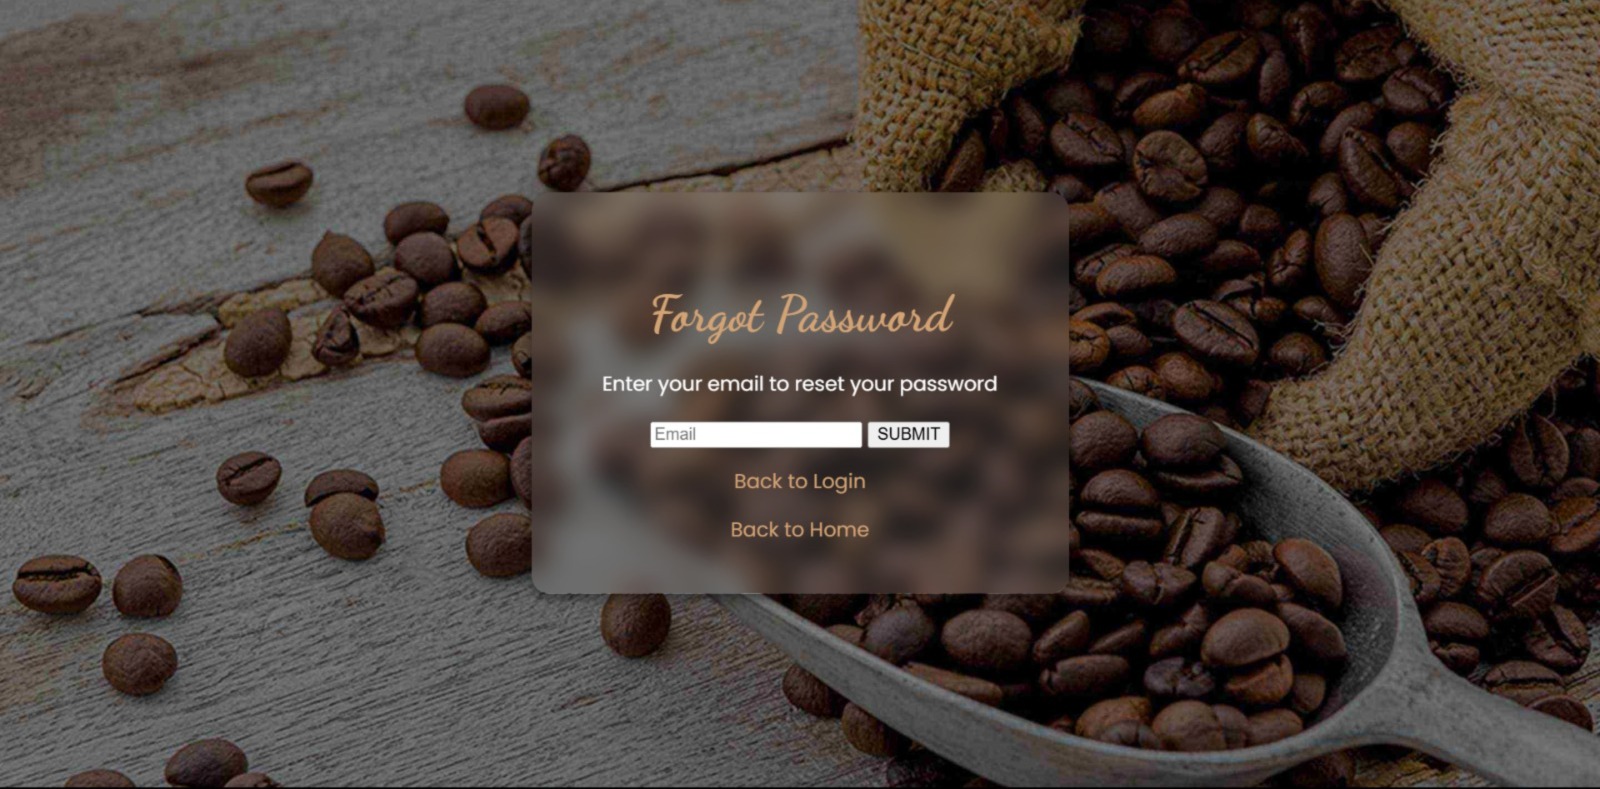 Forgot Password
Enter your email to reset your password
Email SUBMIT
Back to Login
Back to Home